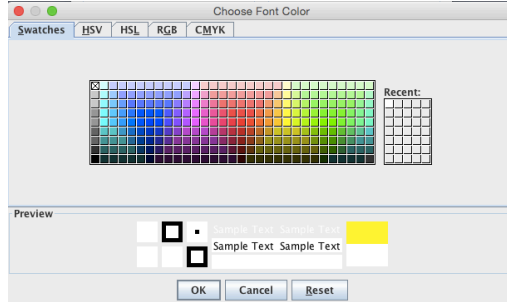 Choose Font Color
Swatches HSV HSL RGB CMYK
Recent:
Preview
Sample Text Sample Text
Sample Text Sample Text
OK Cancel Reset